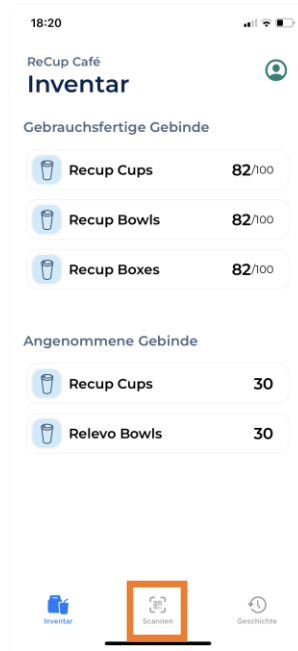 18:20
ReCup Café
Inventar
Gebrauchsfertige Gebinde
Recup Cups 82/100
Recup Bowls 82/100
Recup Boxes 82/100
Angenommene Gebinde
Recup Cups 30
Relevo Bowls 30
Inventar Scannen Geschichte